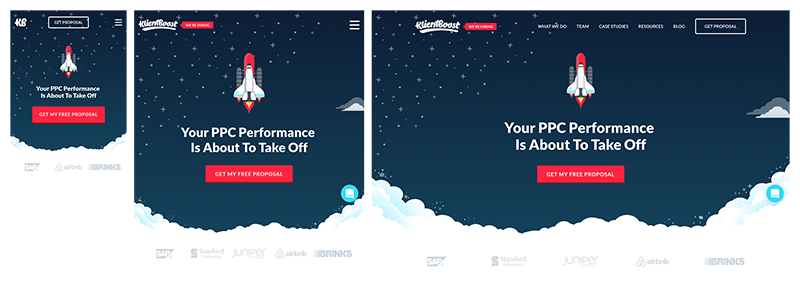 KB
GET PROPOSAL
Your PPC Performance
Is About To Take Off
GET MY FREE PROPOSAL
SAP
airbnb
BRINKS
KlientBoost
WE'RE HIRING
Your PPC Performance
Is About To Take Off
GET MY FREE PROPOSAL
SAP
Stanford
University
JUNIPER
airbnb
BRINKS
KlientBoost
WE'RE HIRING
WHAT WE DO
TEAM
CASE STUDIES
RESOURCES
BLOG
GET PROPOSAL
Your PPC Performance
Is About To Take Off
GET MY FREE PROPOSAL
SAP
Stanford
University
JUNIPER
airbnb
BRINKS